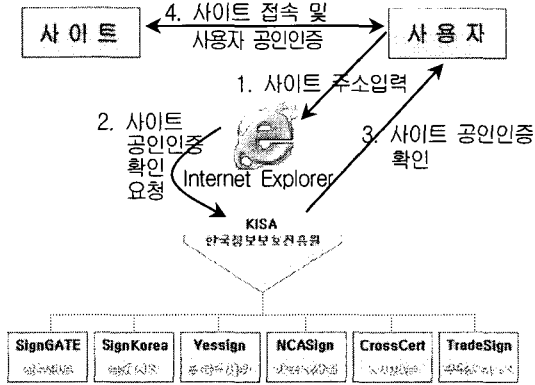 사 이 트
4. 사이트 접속 및
사용자 공인인증
사 용 자
1. 사이트 주소입력
2. 사이트
공인인증
확인
요청
3. 사이트 공인인증
확인
Internet Explorer
KISA
한국정보보호진흥원
SignGATE
SignKorea
Yessign
NCASign
CrossCert
TradeSign